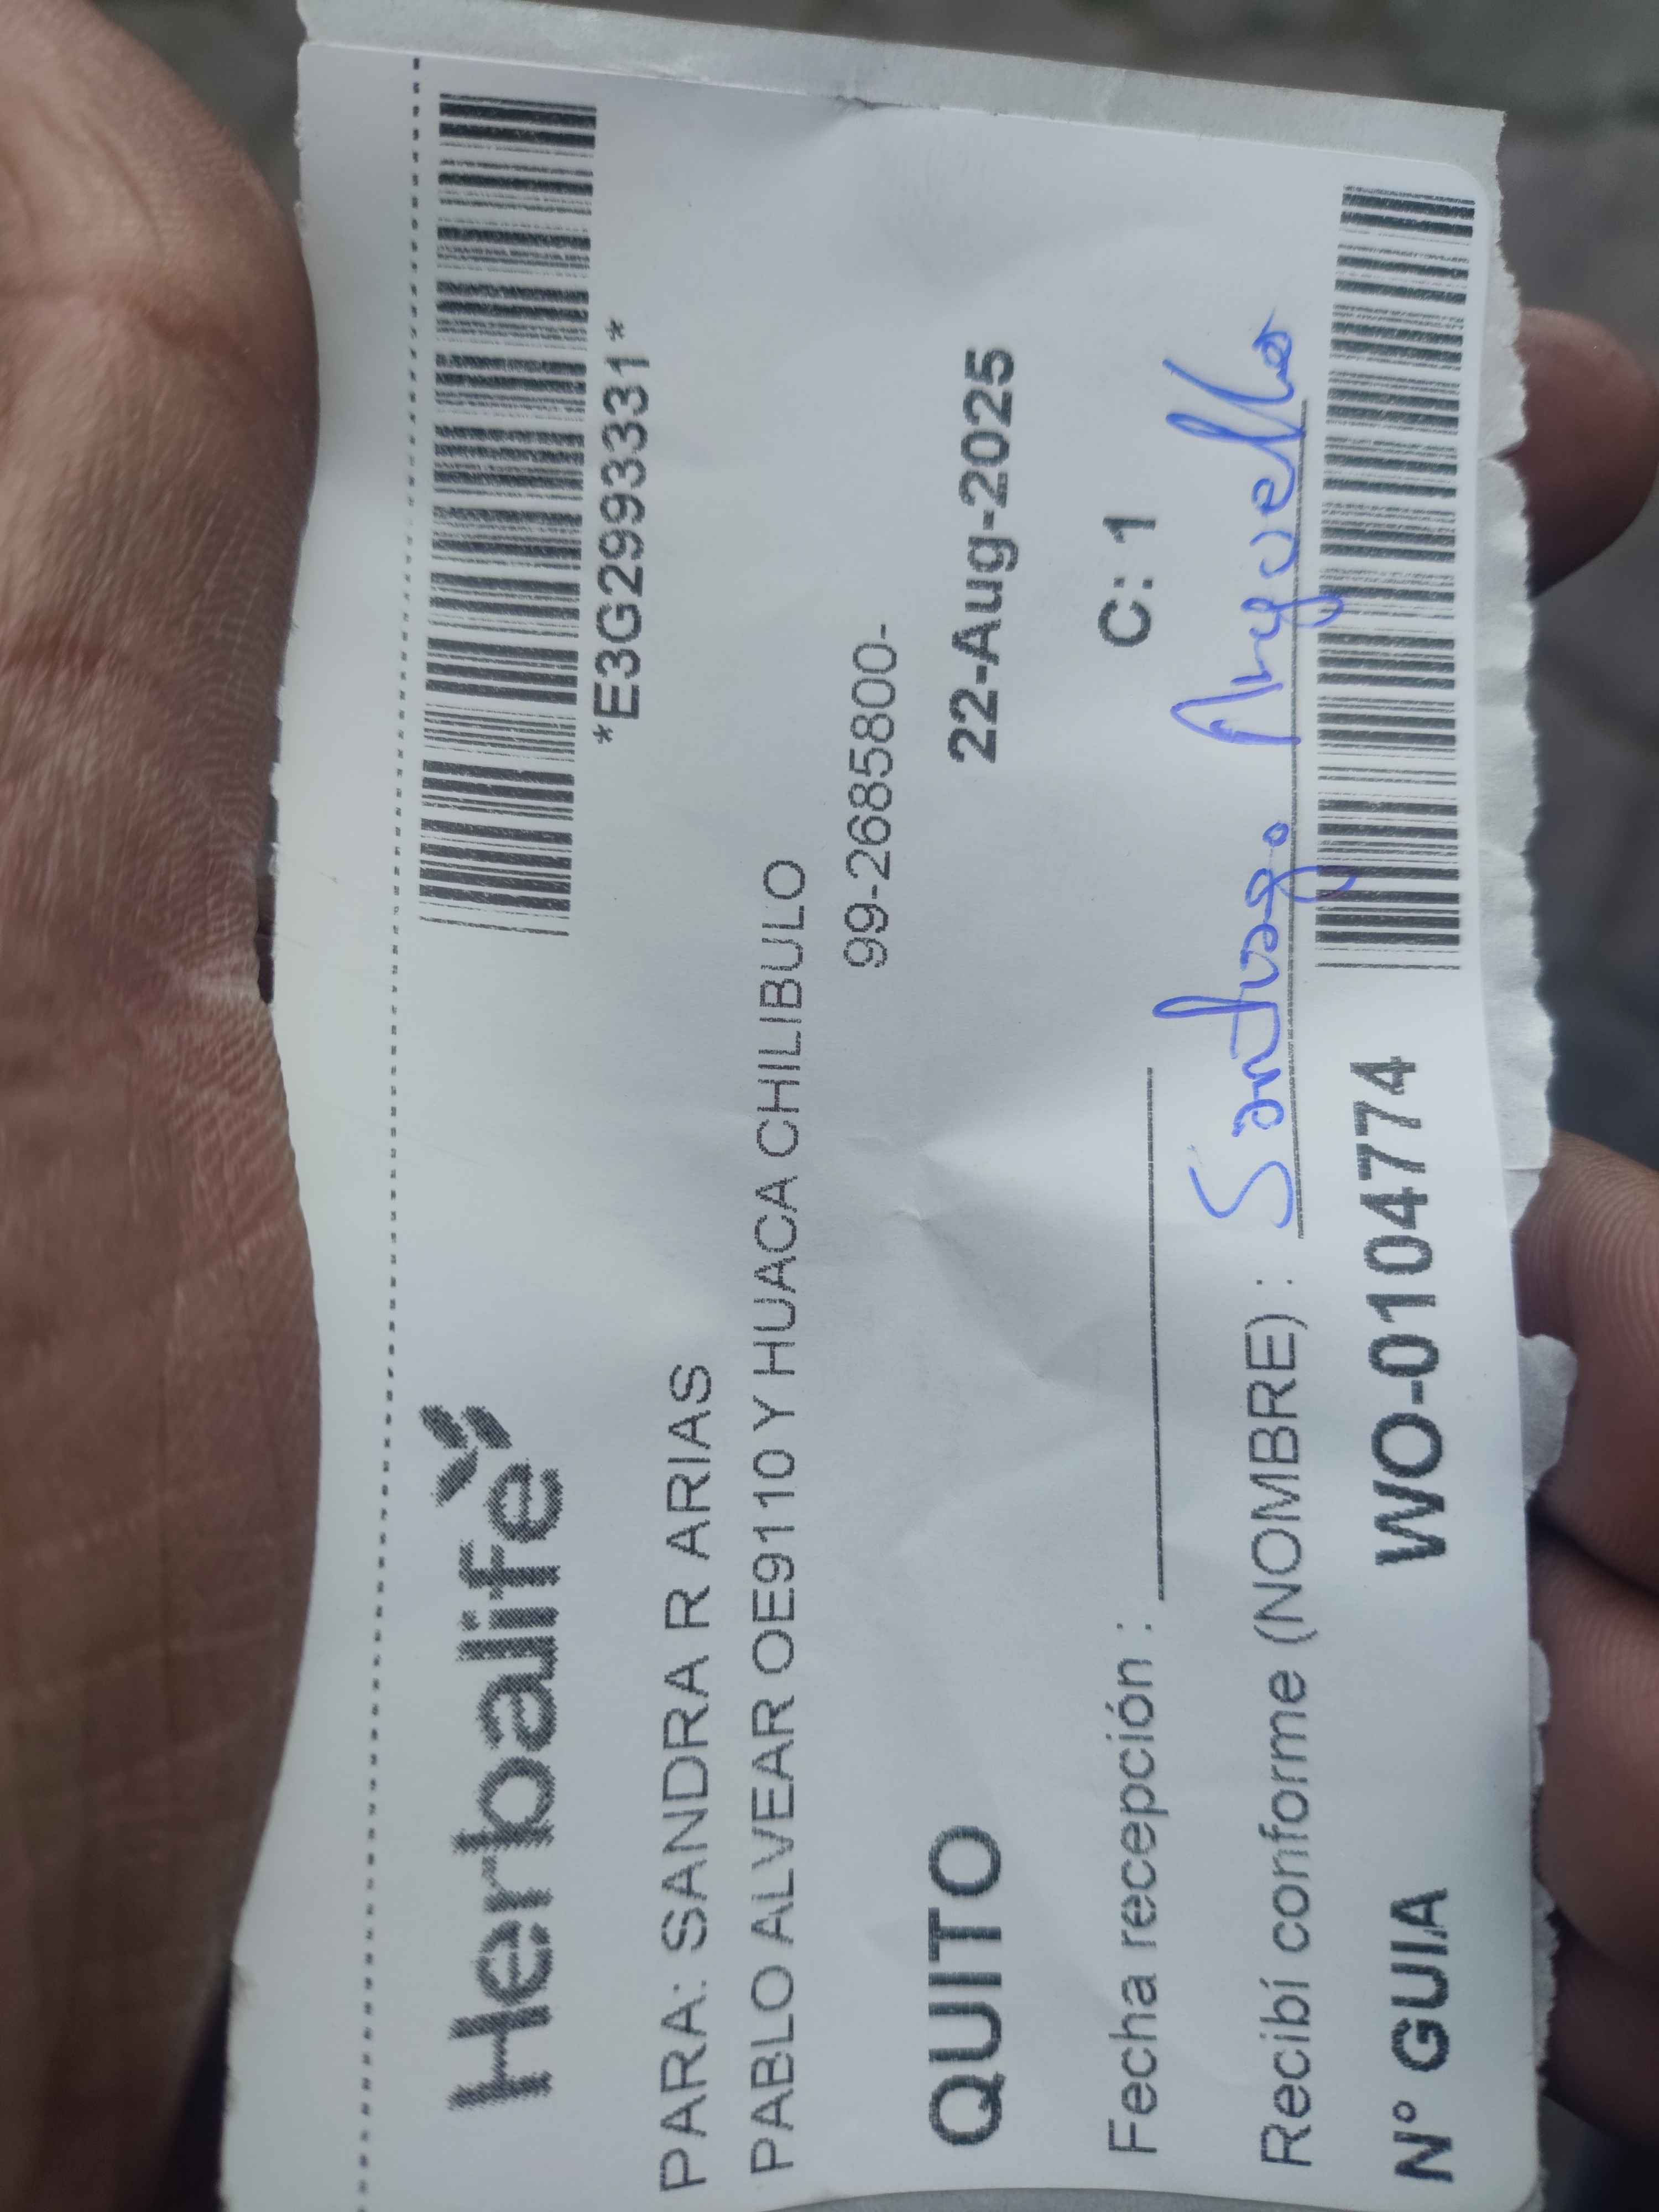 Herbalife
*E3G2993331*
PARA: SANDRA R ARIAS
PABLO ALVEAR OE9110 Y HUACA CHILIBULO
99-2685800-
QUITO 22-Aug-2025
Fecha recepción : C: 1
Recibí conforme (NOMBRE) : Santiago Arguello
N° GUIA WO-0104774